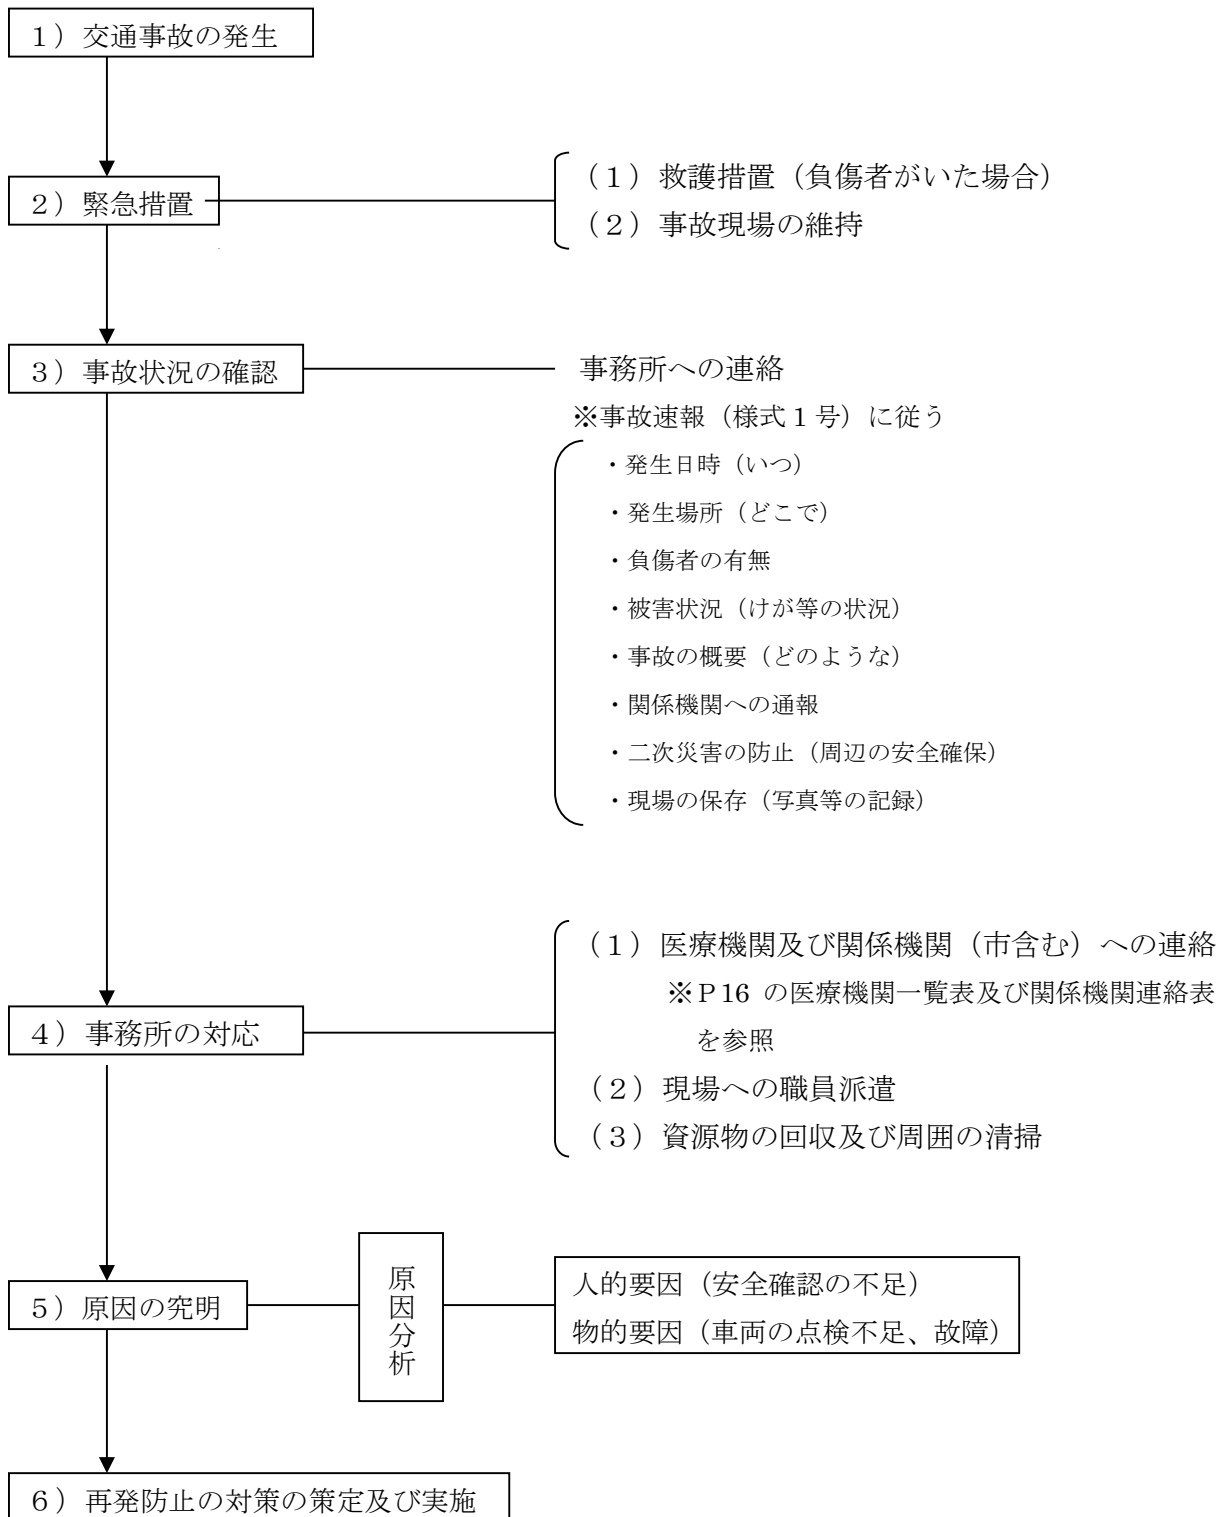 １）交通事故の発生
２）緊急措置
（１）救護措置（負傷者がいた場合）
（２）事故現場の維持
３）事故状況の確認
事務所への連絡
※事故速報（様式１号）に従う
・発生日時（いつ）
・発生場所（どこで）
・負傷者の有無
・被害状況（けが等の状況）
・事故の概要（どのような）
・関係機関への通報
・二次災害の防止（周辺の安全確保）
・現場の保存（写真等の記録）
４）事務所の対応
（１）医療機関及び関係機関（市含む）への連絡
※Ｐ16 の医療機関一覧表及び関係機関連絡表
を参照
（２）現場への職員派遣
（３）資源物の回収及び周囲の清掃
５）原因の究明
原因分析
人的要因（安全確認の不足）
物的要因（車両の点検不足、故障）
６）再発防止の対策の策定及び実施